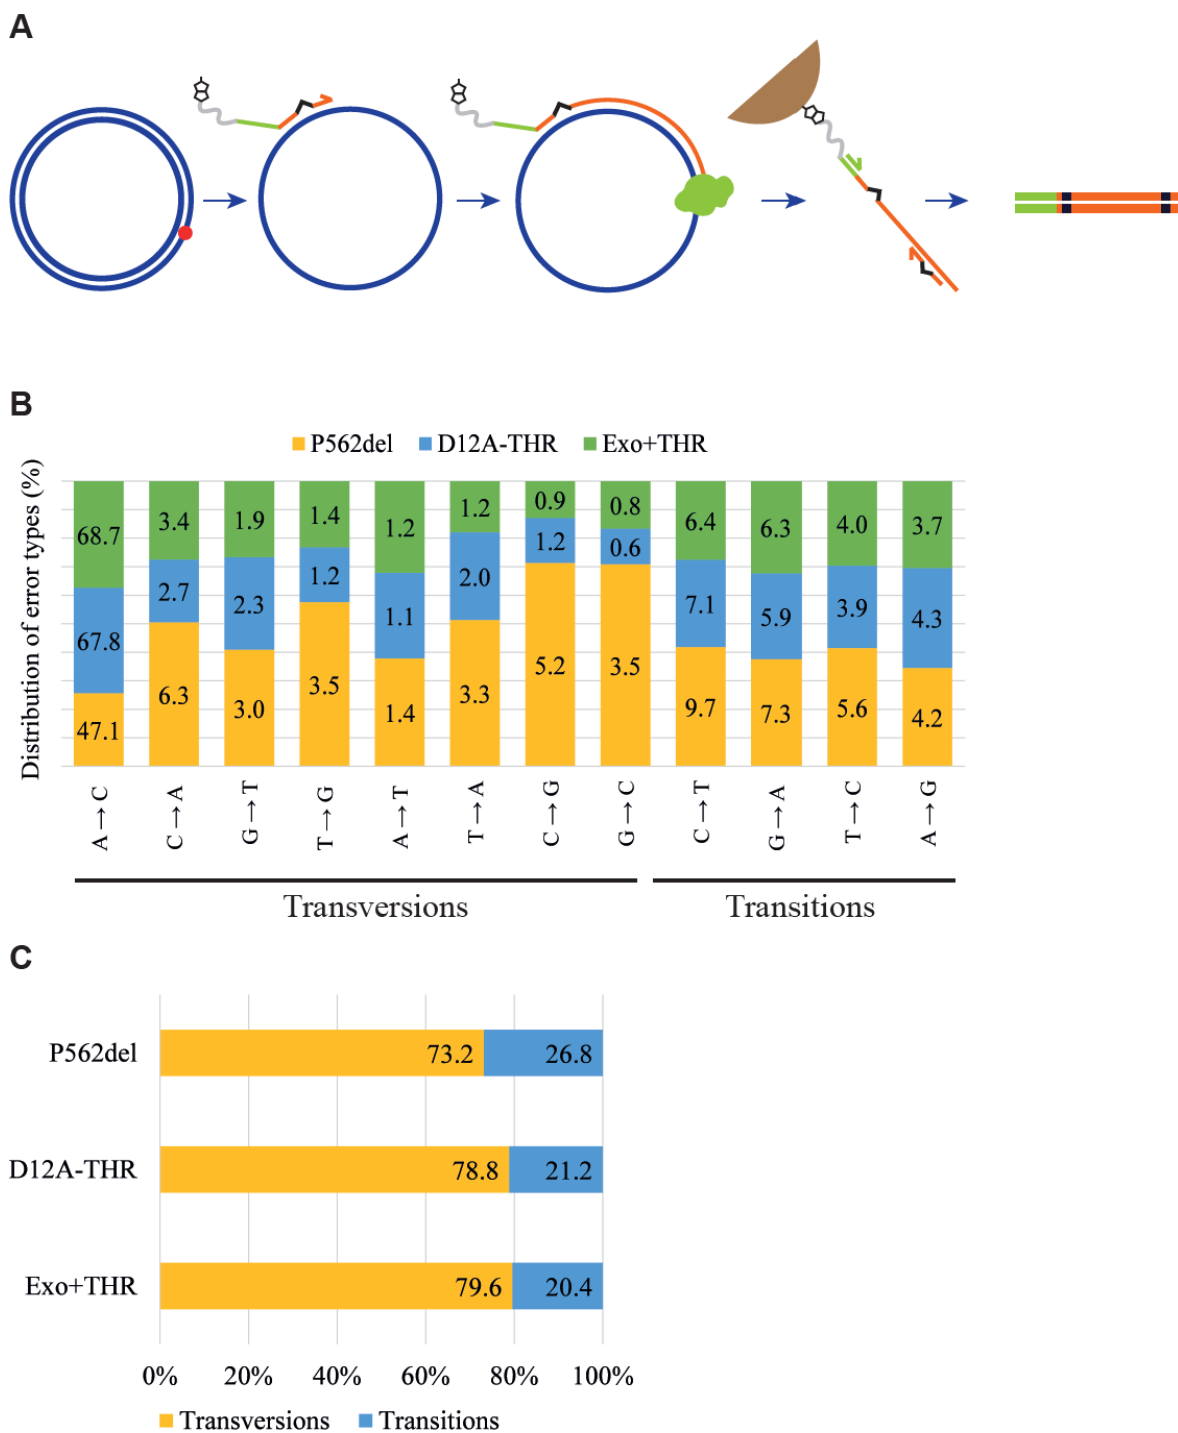 A
B
P562del D12A-THR Exo+THR
Distribution of error types (%)
68.7 3.4 1.9 1.4 1.2 1.2 0.9 0.8 6.4 6.3 4.0 3.7
67.8 2.7 2.3 1.2 1.1 2.0 1.2 0.6 7.1 5.9 3.9 4.3
47.1 6.3 3.0 3.5 1.4 3.3 5.2 3.5 9.7 7.3 5.6 4.2
A→C C→A G→T T→G A→T T→A C→G G→C C→T G→A T→C A→G
Transversions Transitions
C
P562del 73.2 26.8
D12A-THR 78.8 21.2
Exo+THR 79.6 20.4
0% 20% 40% 60% 80% 100%
Transversions Transitions